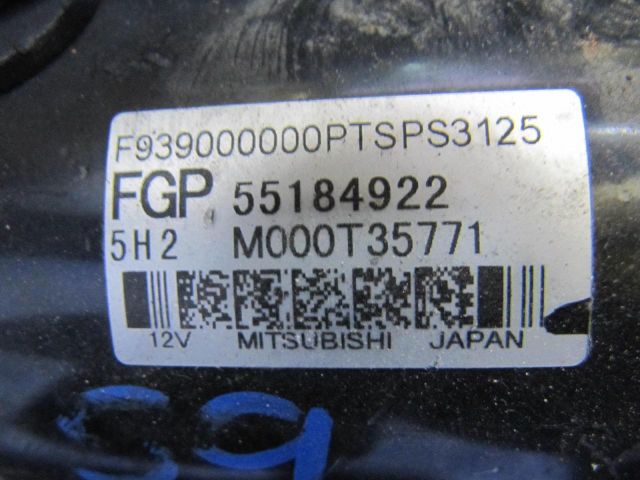 F939000000PTSPS3125
FGP 55184922
5H2 M000T35771
12V MITSUBISHI JAPAN